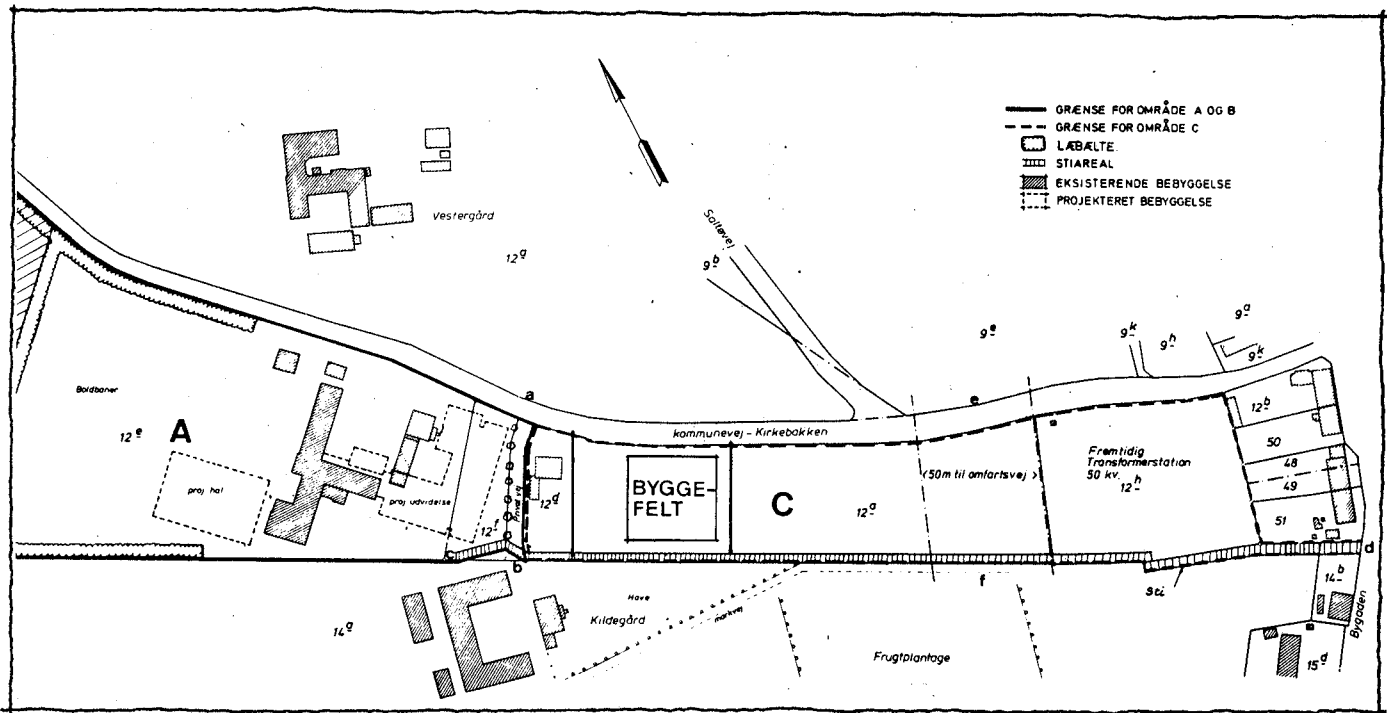 GRÆNSE FOR OMRÅDE A OG B
GRÆNSE FOR OMRÅDE C
LÆBÆLTE
STIAREAL
EKSISTERENDE BEBYGGELSE
PROJEKTERET BEBYGGELSE
Vestergård
12g
Saltøvej
9b
9e
9k
9h
9a
9k
Boldbaner
12e
A
proj hal
proj udvidelse
12f
Privat vej
a
b
c
12d
kommunevej - Kirkebakken
e
BYGGE-
FELT
C
12a
(50m til omfartsvej)
Fremtidig
Transformerstation
50 kv.
12h
12b
50
48
49
51
d
sti
f
14b
Bygaden
15d
14a
Have
Kildegård
markvej
Frugtplantage